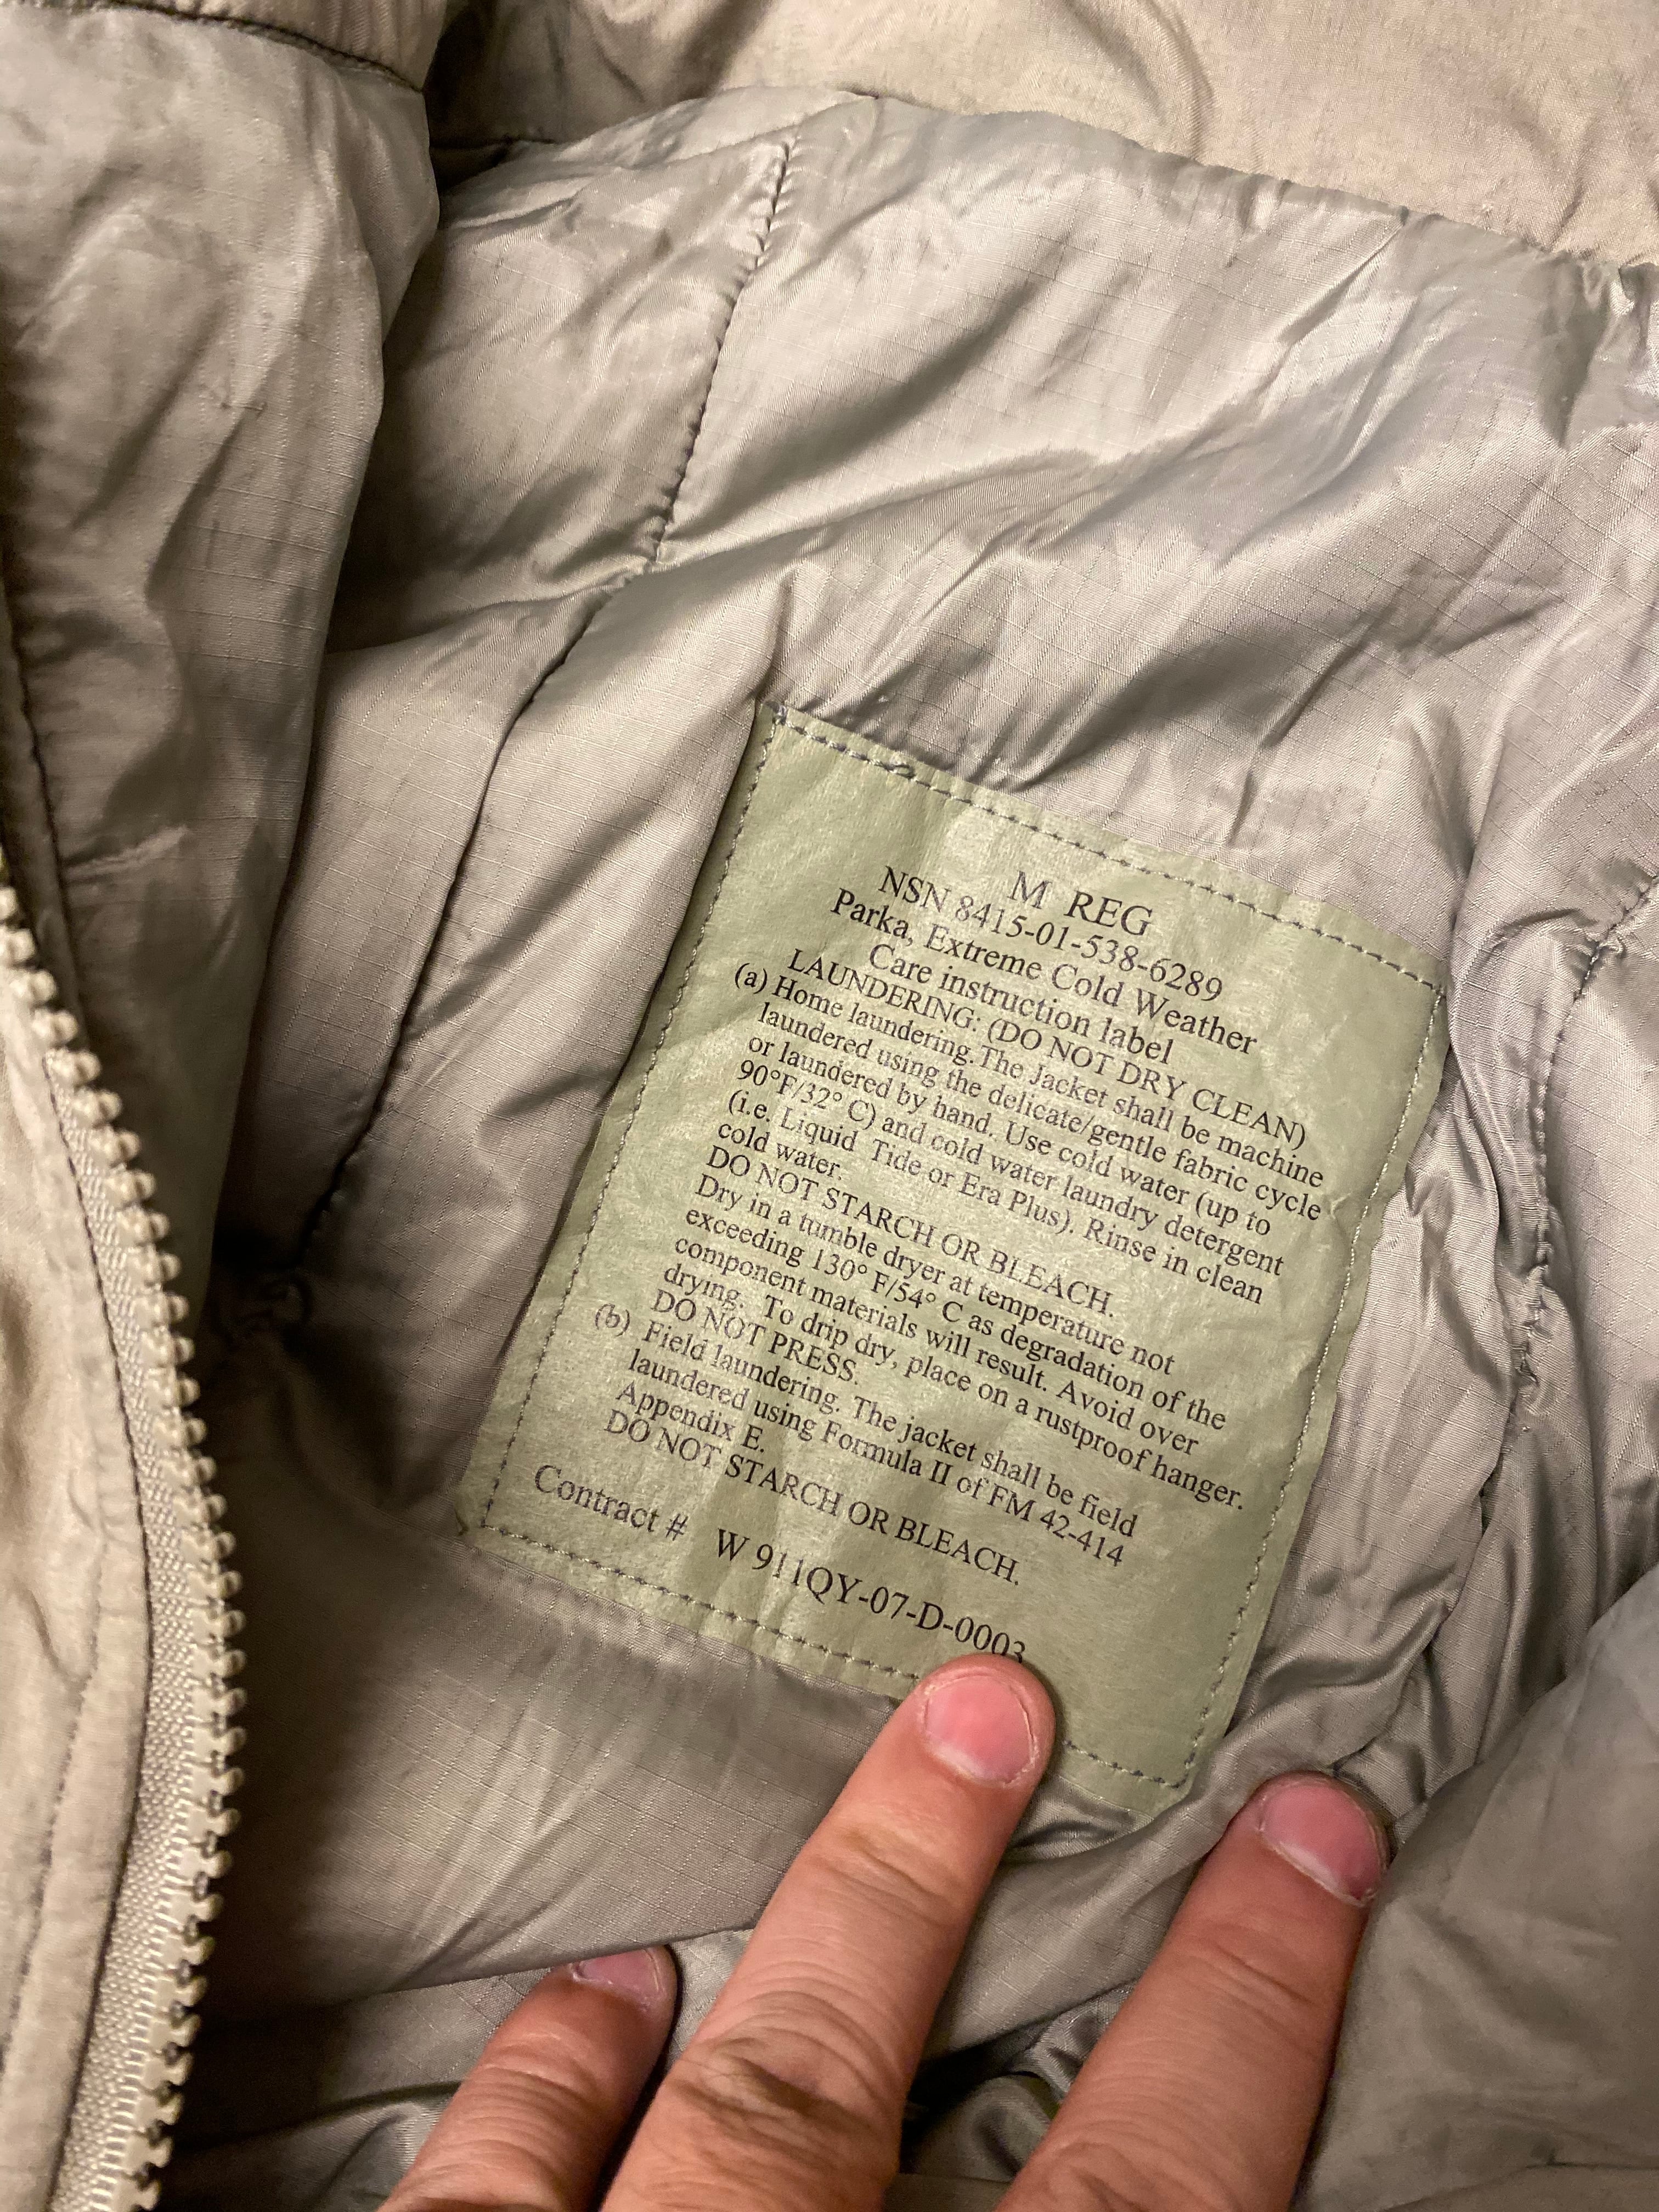 M REG
NSN 8415-01-538-6289
Parka, Extreme Cold Weather
Care instruction label
LAUNDERING: (DO NOT DRY CLEAN)
(a) Home laundering. The Jacket shall be machine
laundered using the delicate/gentle fabric cycle
or laundered by hand. Use cold water (up to
90°F/32° C) and cold water laundry detergent
(i.e. Liquid Tide or Era Plus). Rinse in clean
cold water.
DO NOT STARCH OR BLEACH.
Dry in a tumble dryer at temperature not
exceeding 130° F/54° C as degradation of the
component materials will result. Avoid over
drying. To drip dry, place on a rustproof hanger.
DO NOT PRESS.
(b) Field laundering. The jacket shall be field
laundered using Formula II of FM 42-414
Appendix E.
DO NOT STARCH OR BLEACH.
Contract # W 911QY-07-D-0003